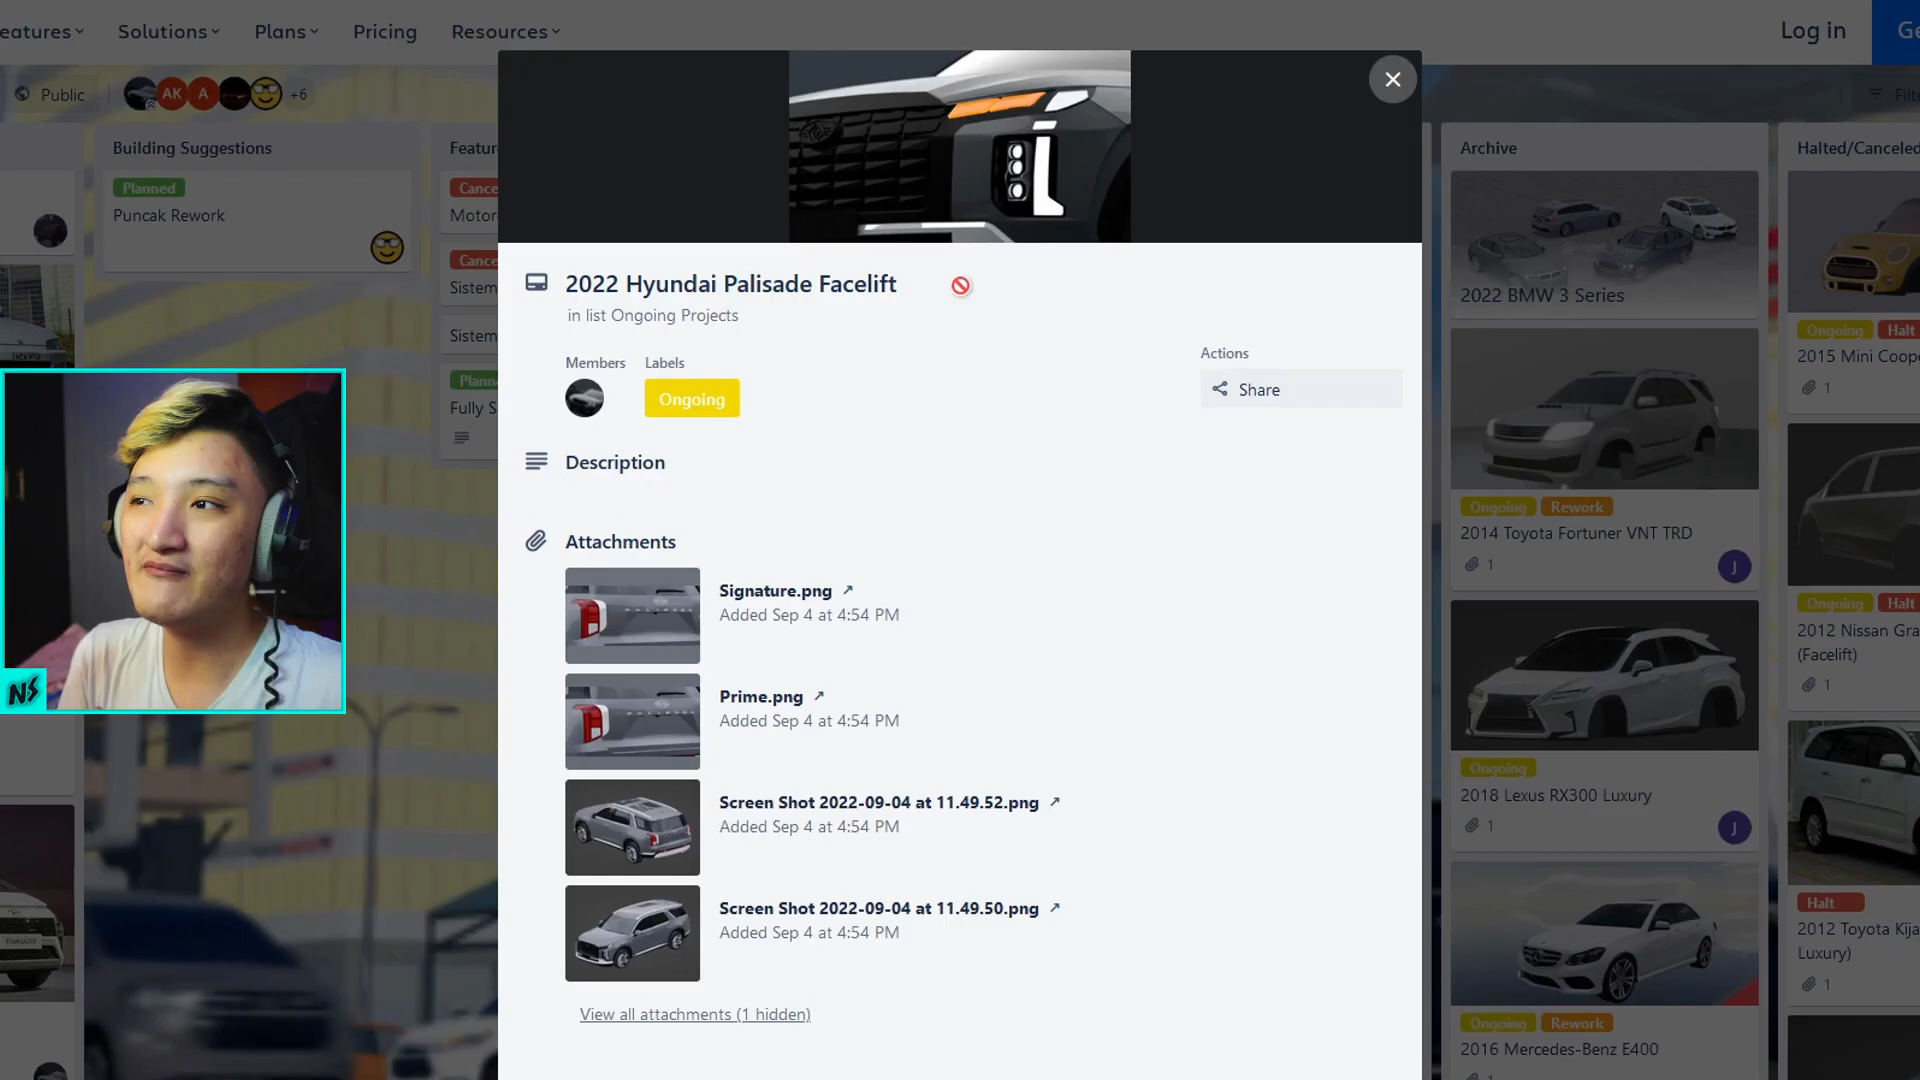 eatures
Solutions
Plans
Pricing
Resources
Log in
Public
AK
A
+6
Building Suggestions
Planned
Puncak Rework
Featur
Cance
Motor
Cance
Sistem
Sistem
Plann
Fully S
NS
2022 Hyundai Palisade Facelift
in list Ongoing Projects
Members
Labels
Ongoing
Actions
Share
Description
Attachments
Signature.png
Added Sep 4 at 4:54 PM
Prime.png
Added Sep 4 at 4:54 PM
Screen Shot 2022-09-04 at 11.49.52.png
Added Sep 4 at 4:54 PM
Screen Shot 2022-09-04 at 11.49.50.png
Added Sep 4 at 4:54 PM
View all attachments (1 hidden)
Archive
2022 BMW 3 Series
Ongoing Rework
2014 Toyota Fortuner VNT TRD
1
J
Ongoing
2018 Lexus RX300 Luxury
1
J
Ongoing Rework
2016 Mercedes-Benz E400
Halted/Canceled
Ongoing Halt
2015 Mini Coope
1
Ongoing Halt
2012 Nissan Gra
(Facelift)
1
Halt
2012 Toyota Kija
Luxury)
1